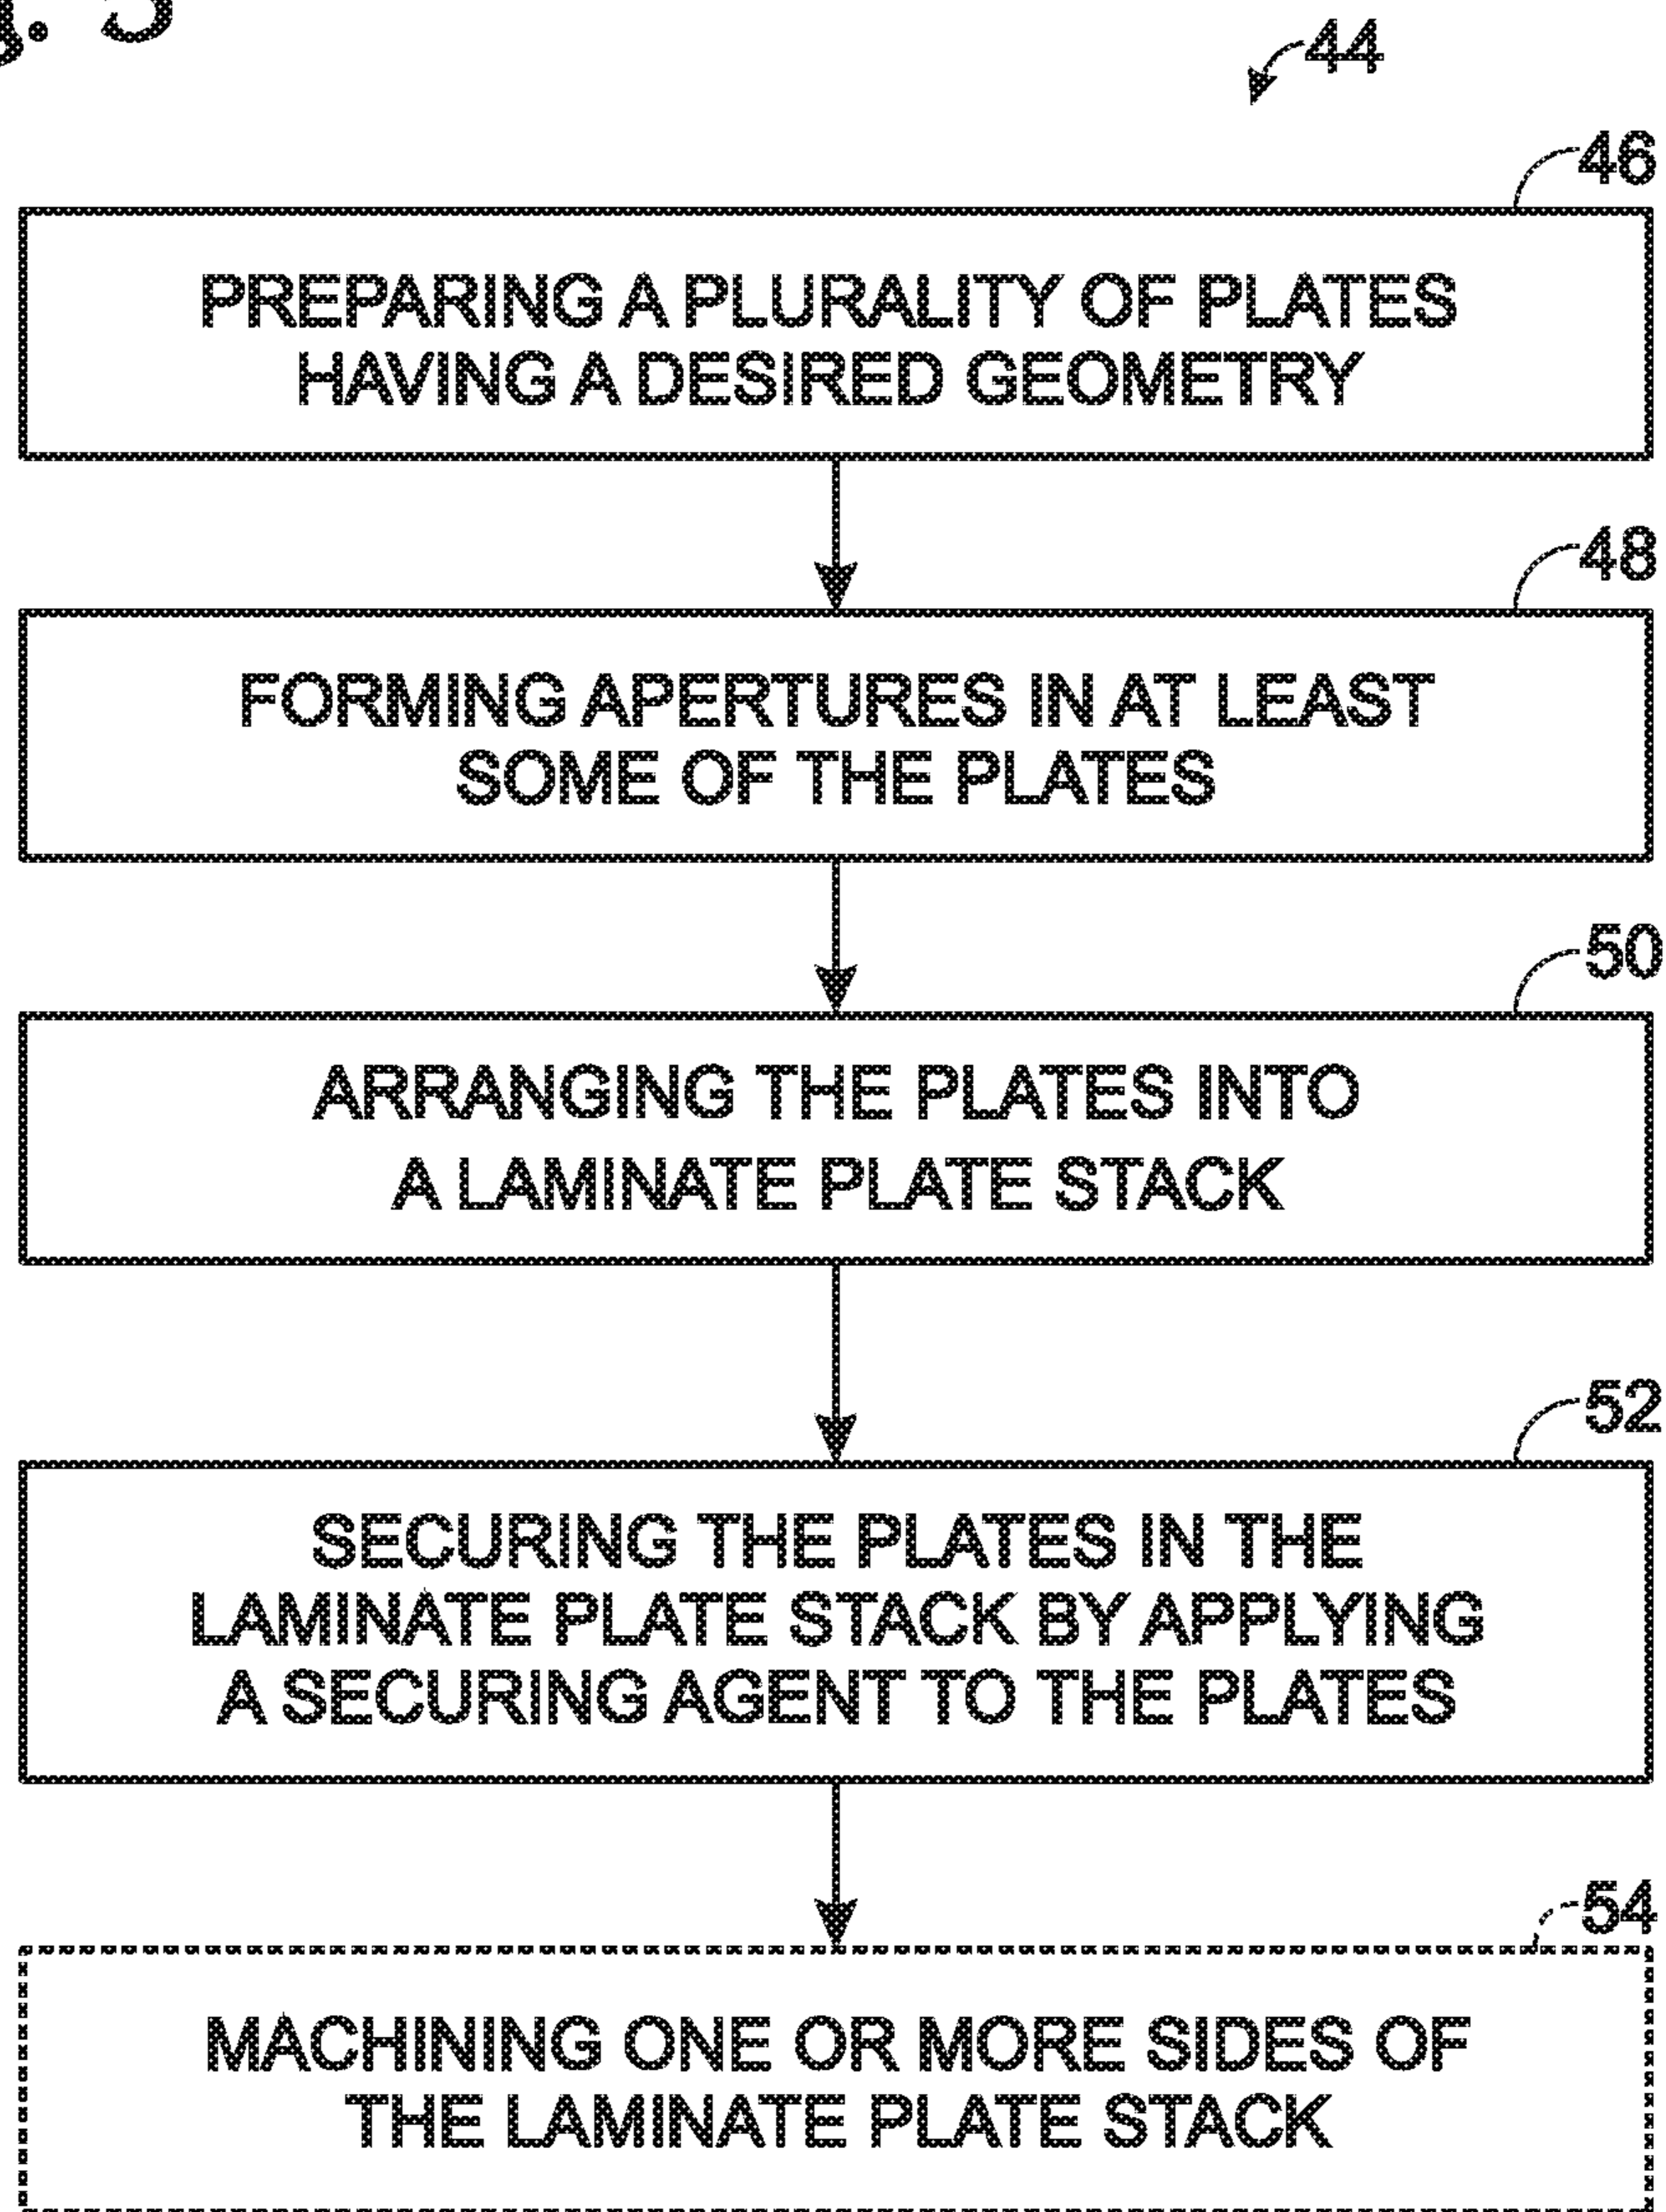 44
46
PREPARING A PLURALITY OF PLATES
HAVING A DESIRED GEOMETRY
48
FORMING APERTURES IN AT LEAST
SOME OF THE PLATES
50
ARRANGING THE PLATES INTO
A LAMINATE PLATE STACK
52
SECURING THE PLATES IN THE
LAMINATE PLATE STACK BY APPLYING
A SECURING AGENT TO THE PLATES
54
MACHINING ONE OR MORE SIDES OF
THE LAMINATE PLATE STACK